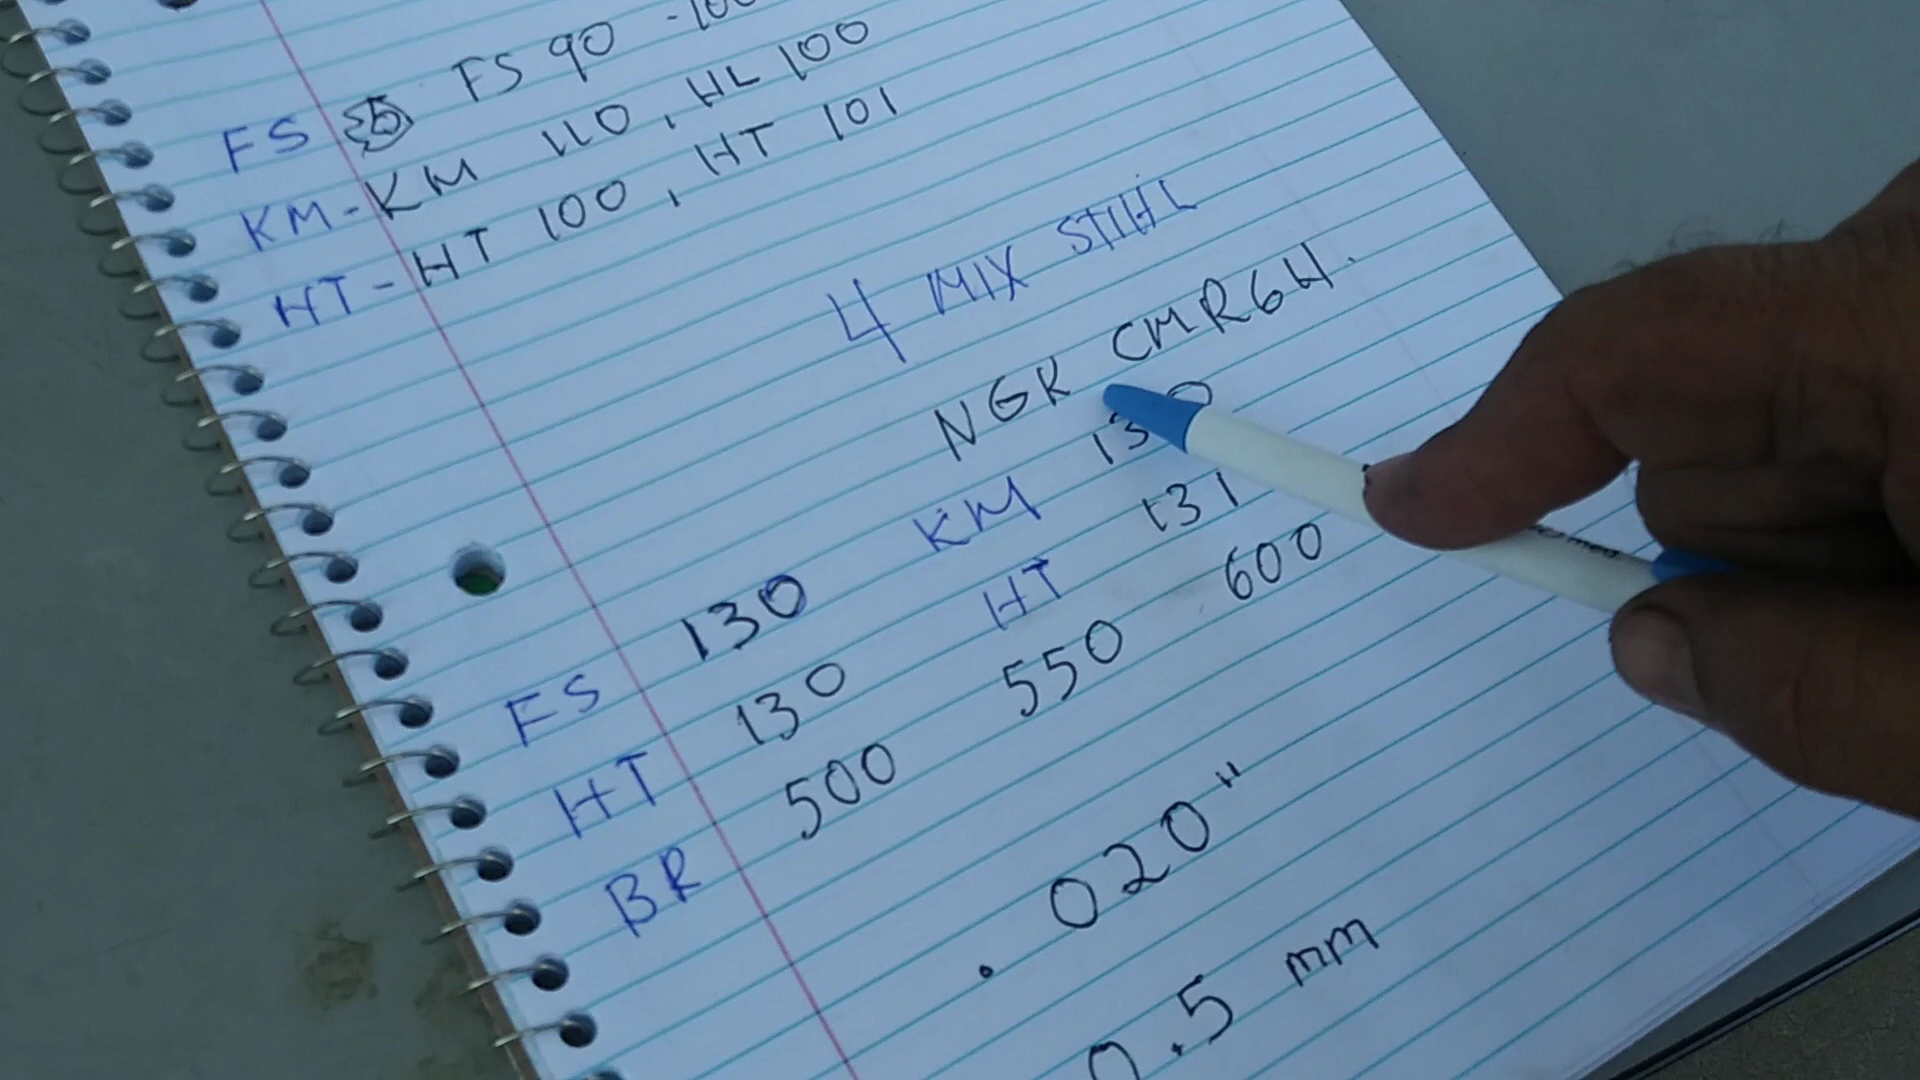 FS FS 90 -100
KM-KM 110, HL 100
HT-HT 100, HT 101
4 MIX STIHL
NGK CMR6H.
FS 130 KM 130
HT 130 HT 131
BR 500 550 600
.020"
0.5 mm